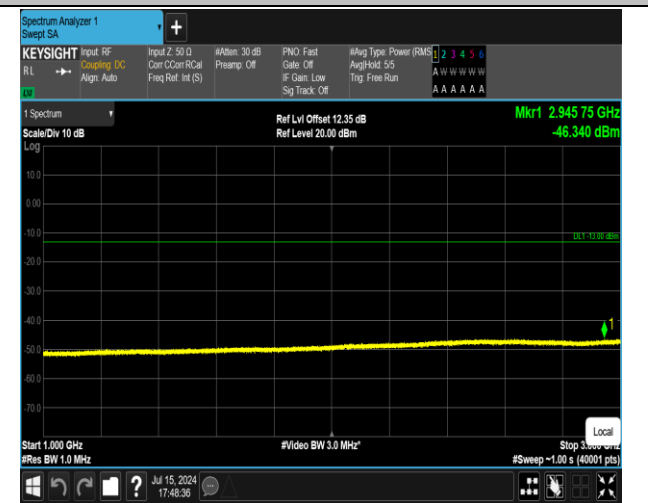 Spectrum Analyzer 1
Swept SA
+
KEYSIGHT Input: RF Input Z: 50 Ω #Atten: 30 dB PNO: Fast #Avg Type: Power (RMS 1 2 3 4 5 6
RL Coupling: DC Corr CCorr RCal Preamp: Off Gate: Off Avg|Hold: 5/5 A W W W W W
Align: Auto Freq Ref: Int (S) IF Gain: Low Trig: Free Run
Sig Track: Off A A A A A A
1 Spectrum Ref Lvl Offset 12.35 dB Mkr1 2.945 75 GHz
Scale/Div 10 dB Ref Level 20.00 dBm -46.340 dBm
Log
10.0
0.00
-10.0
DL1 -13.00 dBm
-20.0
-30.0
-40.0
1
-50.0
-60.0
-70.0
Local
Start 1.000 GHz #Video BW 3.0 MHz* Stop
#Res BW 1.0 MHz #Sweep ~1.00 s (40001 pts)
? Jul 15, 2024
17:48:36